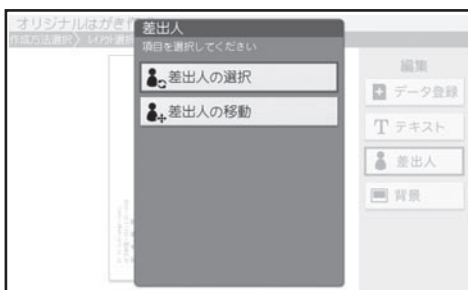 オリジナルはがき作
作成方法選択〉レイアウト選択
差出人
項目を選択してください
差出人の選択
差出人の移動
編集
データ登録
T テキスト
差出人
背景